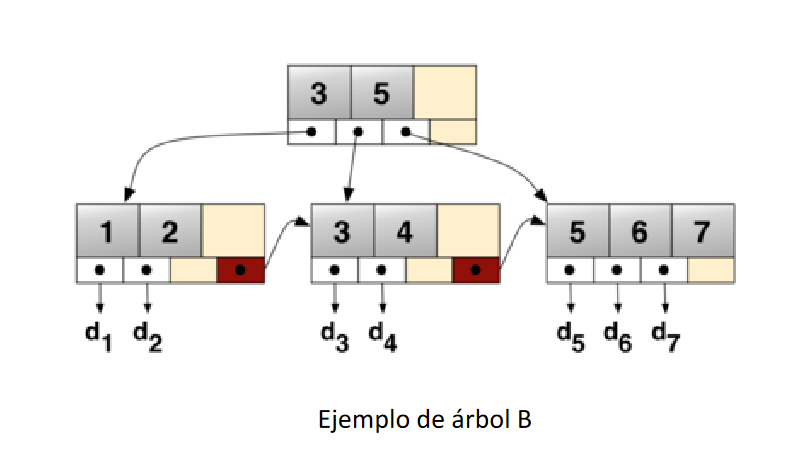 3 5
1 2 3 4 5 6 7
d1 d2 d3 d4 d5 d6 d7
Ejemplo de árbol B